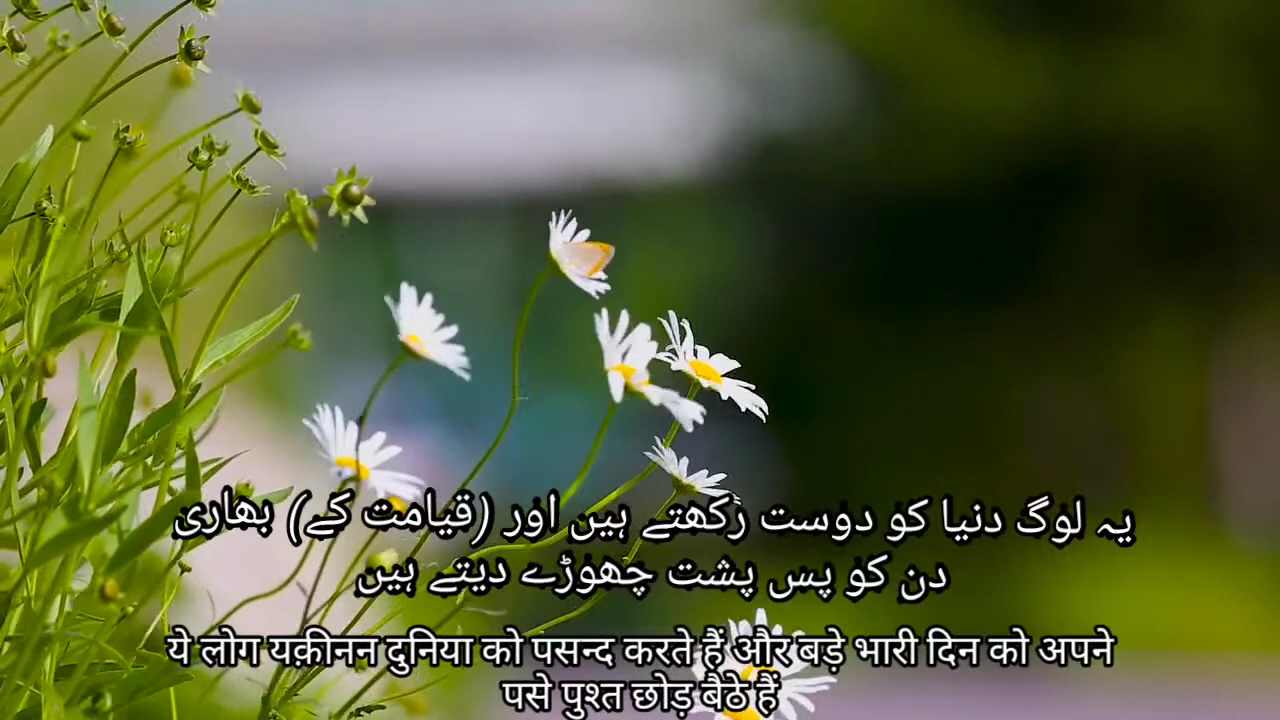 یہ لوگ دنیا کو دوست رکھتے ہیں اور (قیامت کے) بھاری
دن کو پس پشت چھوڑے دیتے ہیں
ये लोग यक़ीनन दुनिया को पसन्द करते हैं और बड़े भारी दिन को अपने
पसे पुश्त छोड़ बैठे हैं